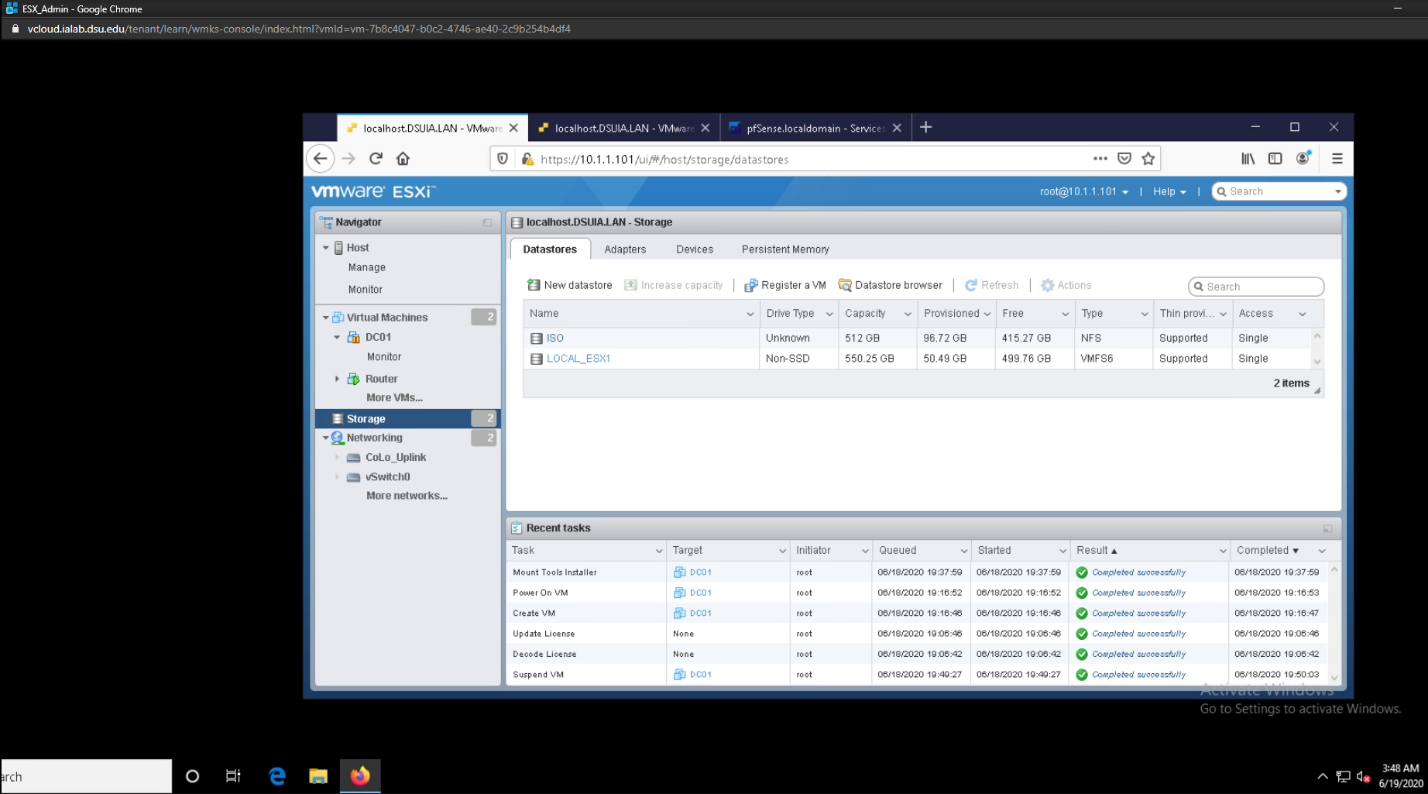 ESX_Admin - Google Chrome
vcloud.ialab.dsu.edu/tenant/learn/wmks-console/index.html?vmId=vm-7b8c4047-b0c2-4746-ae40-2c9b254b4df4
localhost.DSUIA.LAN - VMware localhost.DSUIA.LAN - VMware pfSense.localdomain - Services:
https://10.1.1.101/ui/#/host/storage/datastores
vmware ESXi™ root@10.1.1.101 | Help | Search
Navigator
Host
Manage
Monitor
Virtual Machines 2
DC01
Monitor
Router
More VMs...
Storage 2
Networking 2
CoLo_Uplink
vSwitch0
More networks...
localhost.DSUIA.LAN - Storage
Datastores Adapters Devices Persistent Memory
New datastore Increase capacity | Register a VM Datastore browser | Refresh | Actions Search
Name Drive Type Capacity Provisioned Free Type Thin provi... Access
ISO Unknown 512 GB 96.72 GB 415.27 GB NFS Supported Single
LOCAL_ESX1 Non-SSD 550.25 GB 50.49 GB 499.76 GB VMFS6 Supported Single
2 items
Recent tasks
Task Target Initiator Queued Started Result ▲ Completed ▼
Mount Tools Installer DC01 root 06/18/2020 19:37:59 06/18/2020 19:37:59 Completed successfully 06/18/2020 19:37:59
Power On VM DC01 root 06/18/2020 19:16:52 06/18/2020 19:16:52 Completed successfully 06/18/2020 19:16:53
Create VM DC01 root 06/18/2020 19:16:46 06/18/2020 19:16:46 Completed successfully 06/18/2020 19:16:47
Update License None root 06/18/2020 19:06:46 06/18/2020 19:06:46 Completed successfully 06/18/2020 19:06:46
Decode License None root 06/18/2020 19:06:42 06/18/2020 19:06:42 Completed successfully 06/18/2020 19:06:42
Suspend VM DC01 root 06/18/2020 19:49:27 06/18/2020 19:49:27 Completed successfully 06/18/2020 19:50:03
Activate Windows
Go to Settings to activate Windows.
arch
3:48 AM
6/19/2020